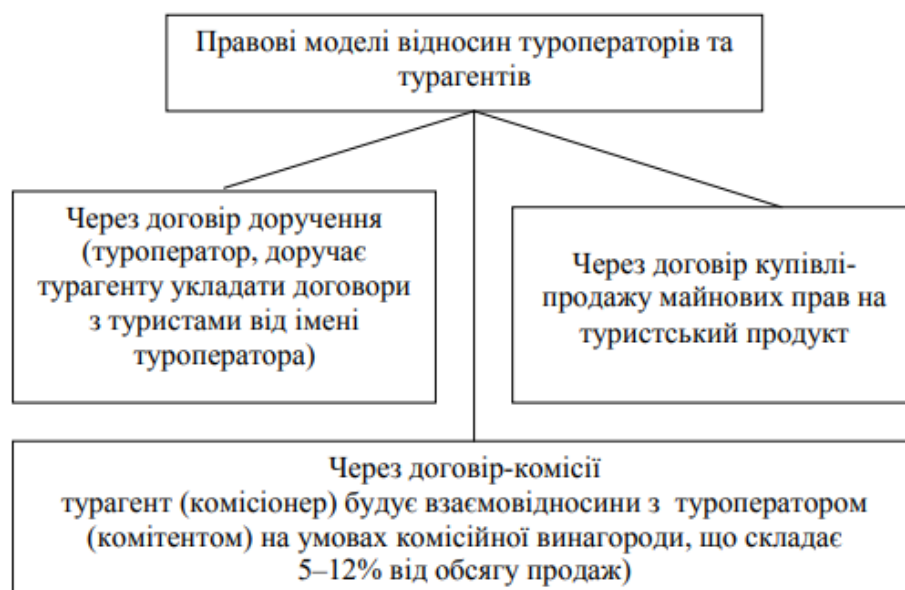 Правові моделі відносин туроператорів та
турагентів
Через договір доручення
(туроператор, доручає
турагенту укладати договори
з туристами від імені
туроператора)
Через договір купівлі-
продажу майнових прав на
туристський продукт
Через договір-комісії
турагент (комісіонер) будує взаємовідносини з туроператором
(комітентом) на умовах комісійної винагороди, що складає
5–12% від обсягу продаж)